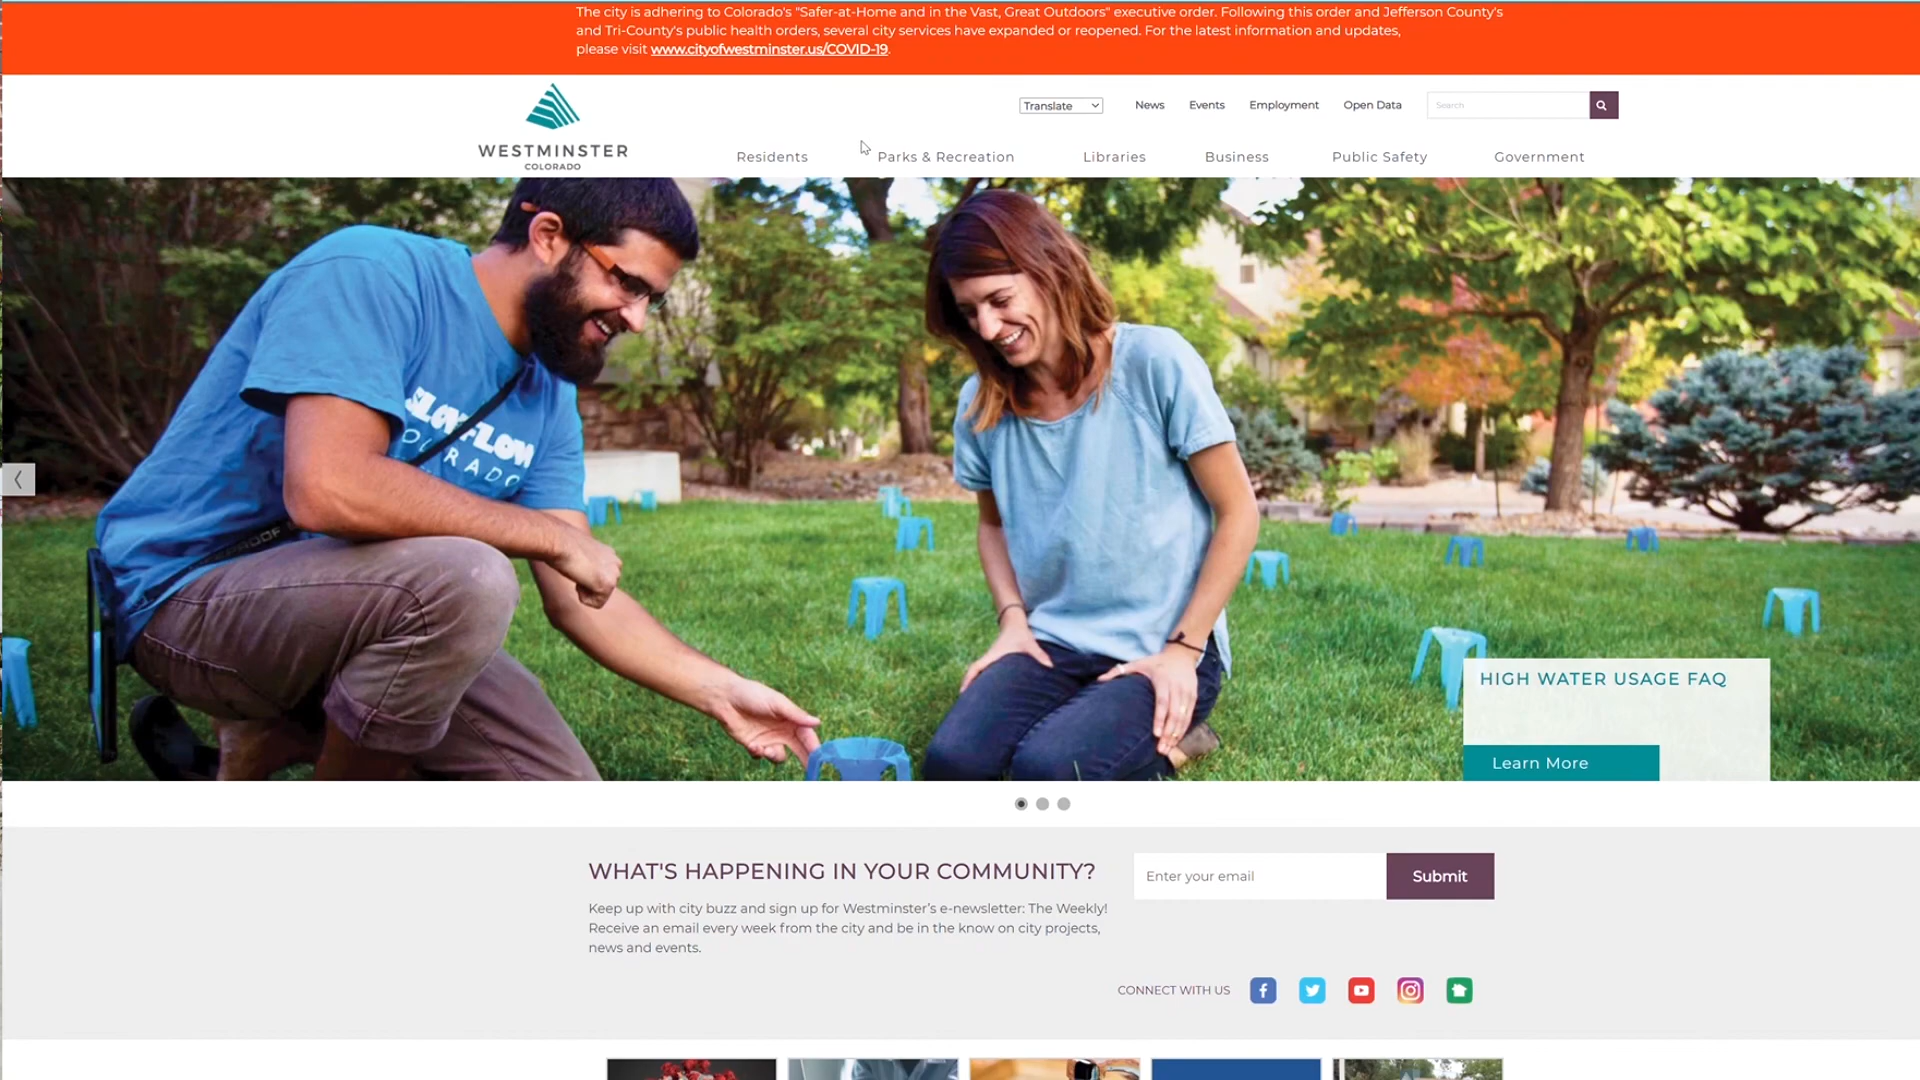 The city is adhering to Colorado's "Safer-at-Home and in the Vast, Great Outdoors" executive order. Following this order and Jefferson County's
and Tri-County's public health orders, several city services have expanded or reopened. For the latest information and updates,
please visit www.cityofwestminster.us/COVID-19.
Translate
News
Events
Employment
Open Data
Search
WESTMINSTER
COLORADO
Residents
Parks & Recreation
Libraries
Business
Public Safety
Government
SLOW FLOW
HIGH WATER USAGE FAQ
Learn More
WHAT'S HAPPENING IN YOUR COMMUNITY?
Keep up with city buzz and sign up for Westminster’s e-newsletter: The Weekly!
Receive an email every week from the city and be in the know on city projects,
news and events.
Enter your email
Submit
CONNECT WITH US